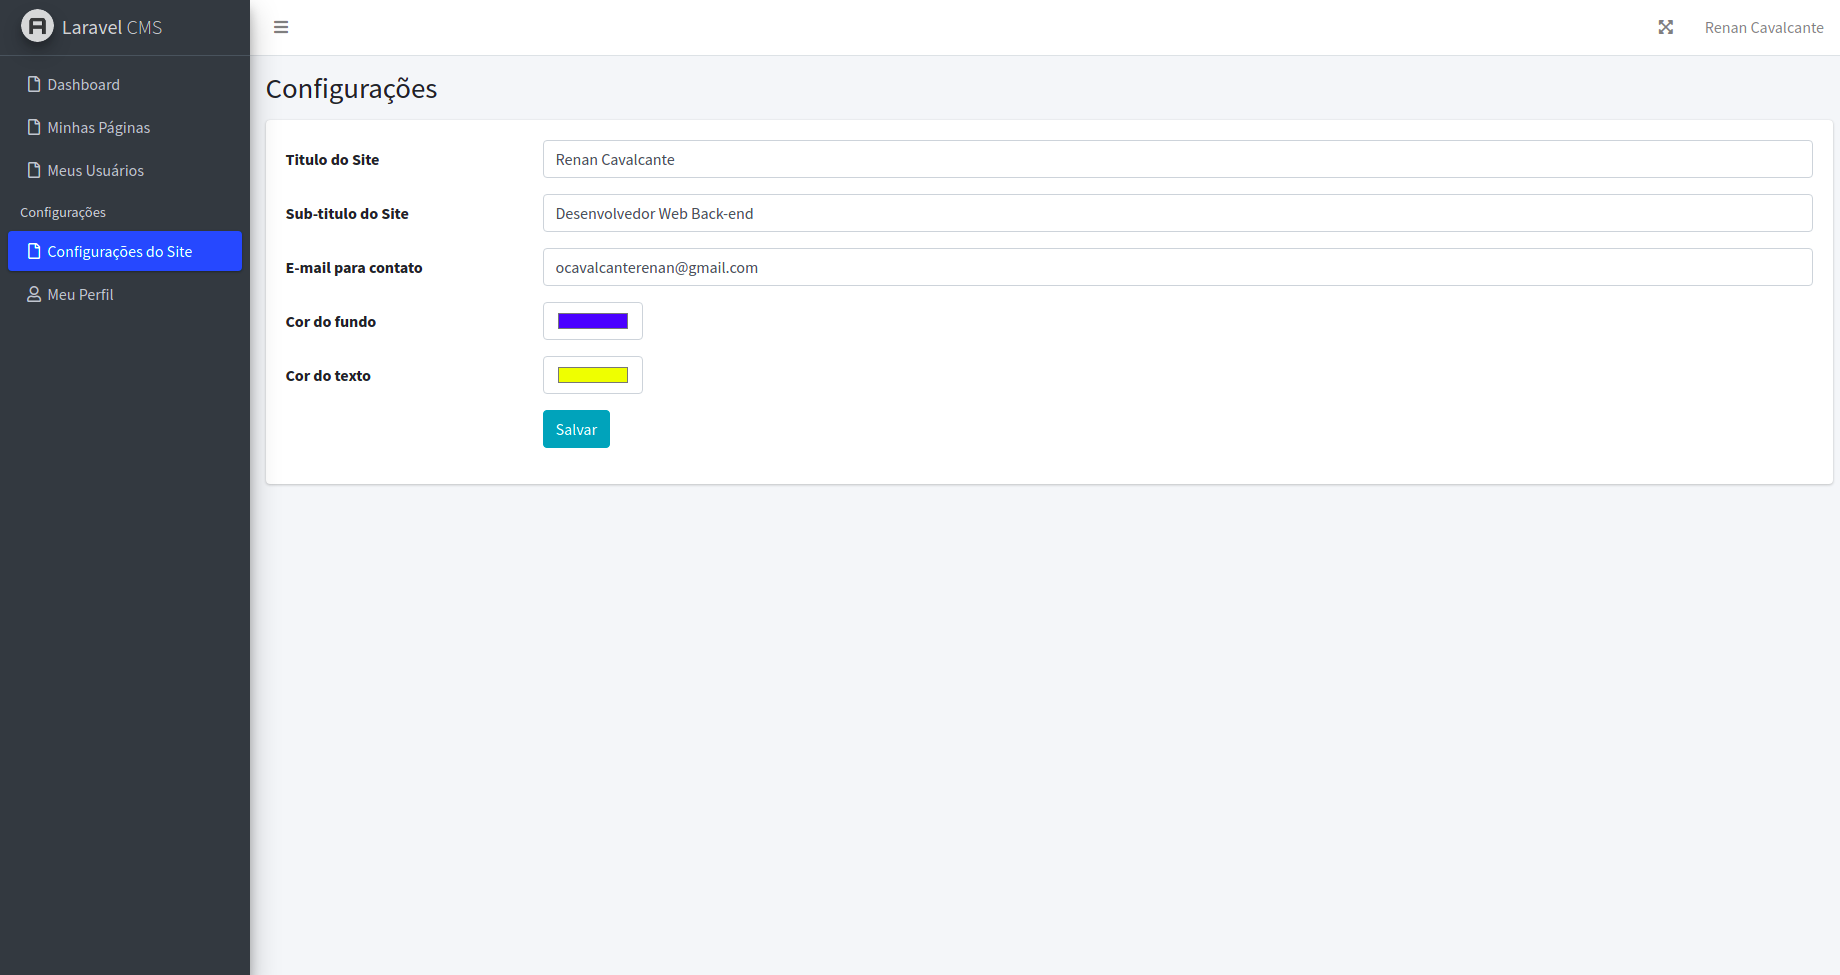 Laravel CMS
Renan Cavalcante
Dashboard
Minhas Páginas
Meus Usuários
Configurações
Configurações do Site
Meu Perfil
Configurações
Titulo do Site
Renan Cavalcante
Sub-titulo do Site
Desenvolvedor Web Back-end
E-mail para contato
ocavalcanterenan@gmail.com
Cor do fundo
Cor do texto
Salvar